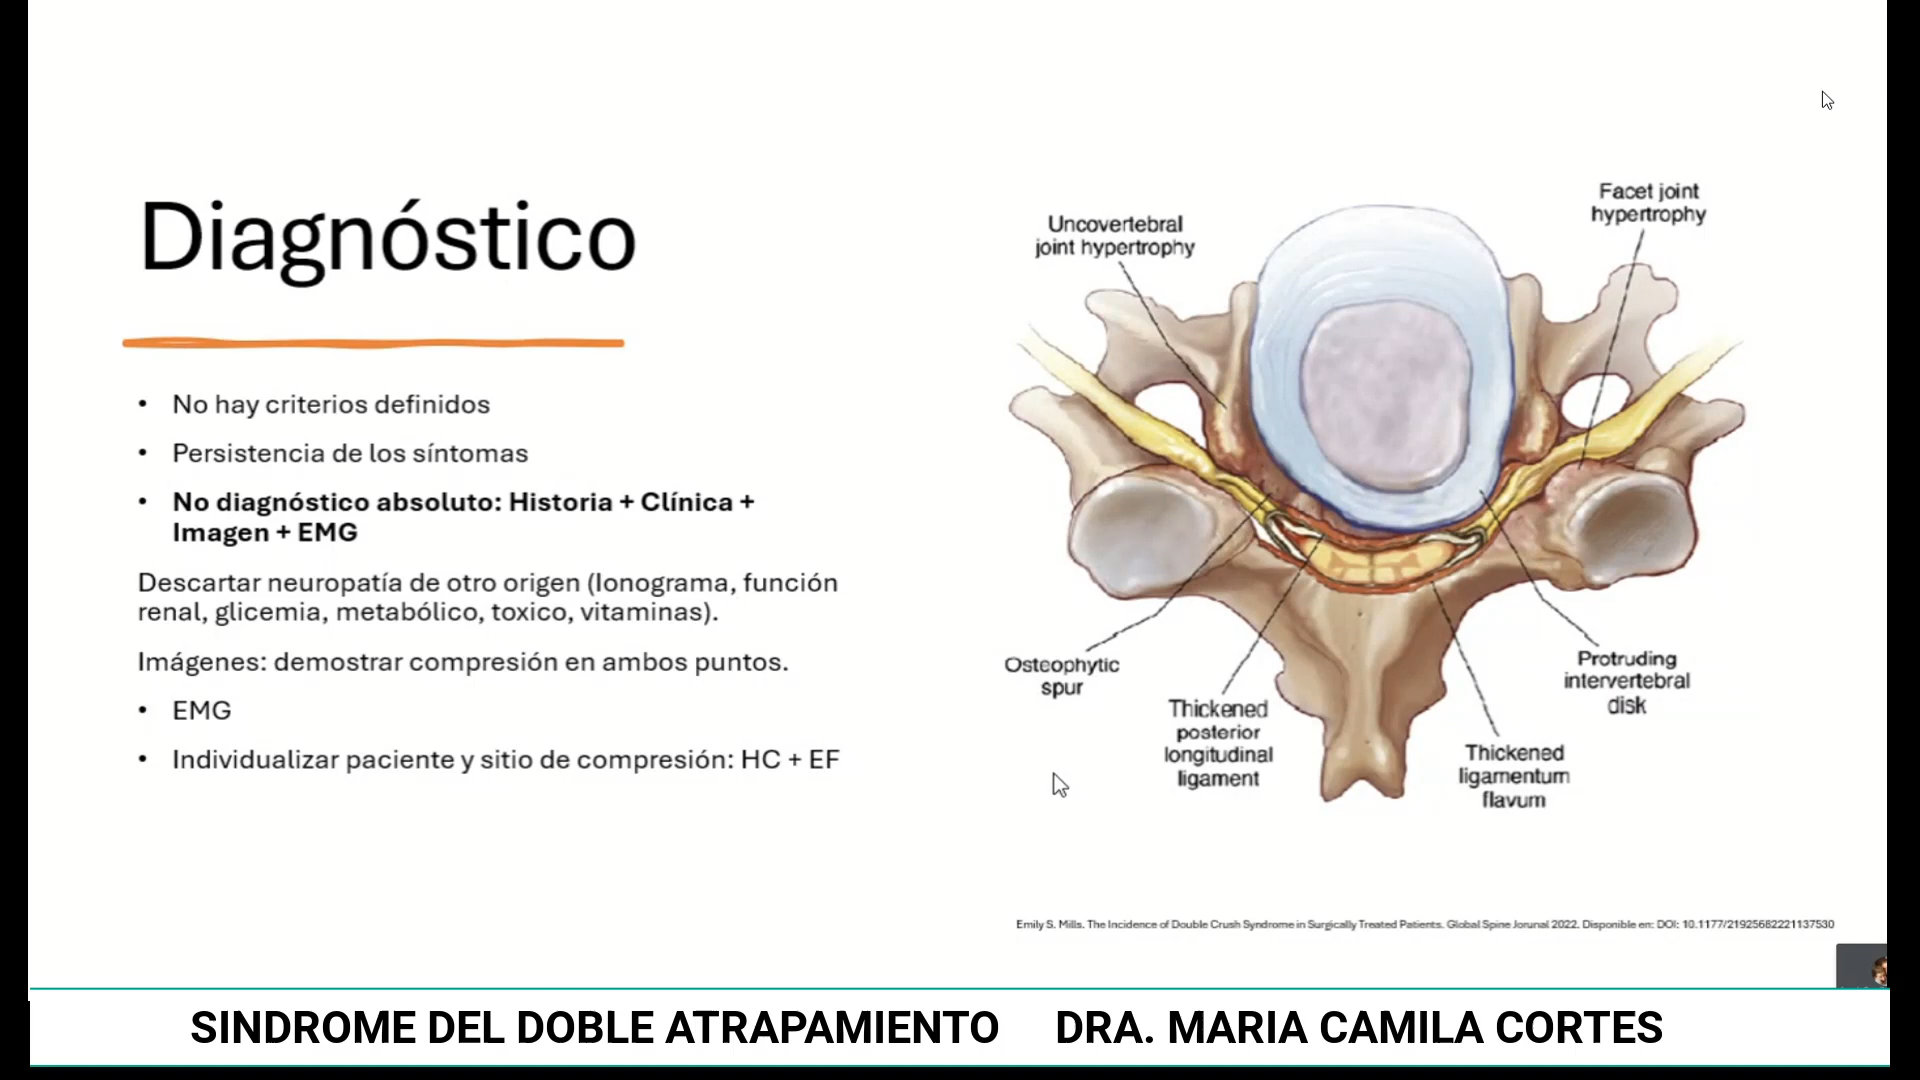 Diagnóstico
• No hay criterios definidos
• Persistencia de los síntomas
• No diagnóstico absoluto: Historia + Clínica +
Imagen + EMG
Descartar neuropatía de otro origen (Ionograma, función
renal, glicemia, metabólico, toxico, vitaminas).
Imágenes: demostrar compresión en ambos puntos.
• EMG
• Individualizar paciente y sitio de compresión: HC + EF
Uncovertebral
joint hypertrophy
Facet joint
hypertrophy
Osteophytic
spur
Thickened
posterior
longitudinal
ligament
Thickened
ligamentum
flavum
Protruding
intervertebral
disk
Emily S. Mills. The Incidence of Double Crush Syndrome in Surgically Treated Patients. Global Spine Jorunal 2022. Disponible en: DOI: 10.1177/21925682221137530
SINDROME DEL DOBLE ATRAPAMIENTO DRA. MARIA CAMILA CORTES